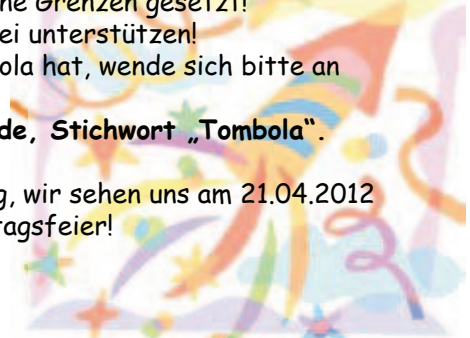 ne Grenzen gesetzt!
ei unterstützen!
ola hat, wende sich bitte an
de, Stichwort „Tombola“.
g, wir sehen uns am 21.04.2012
tagsfeier!